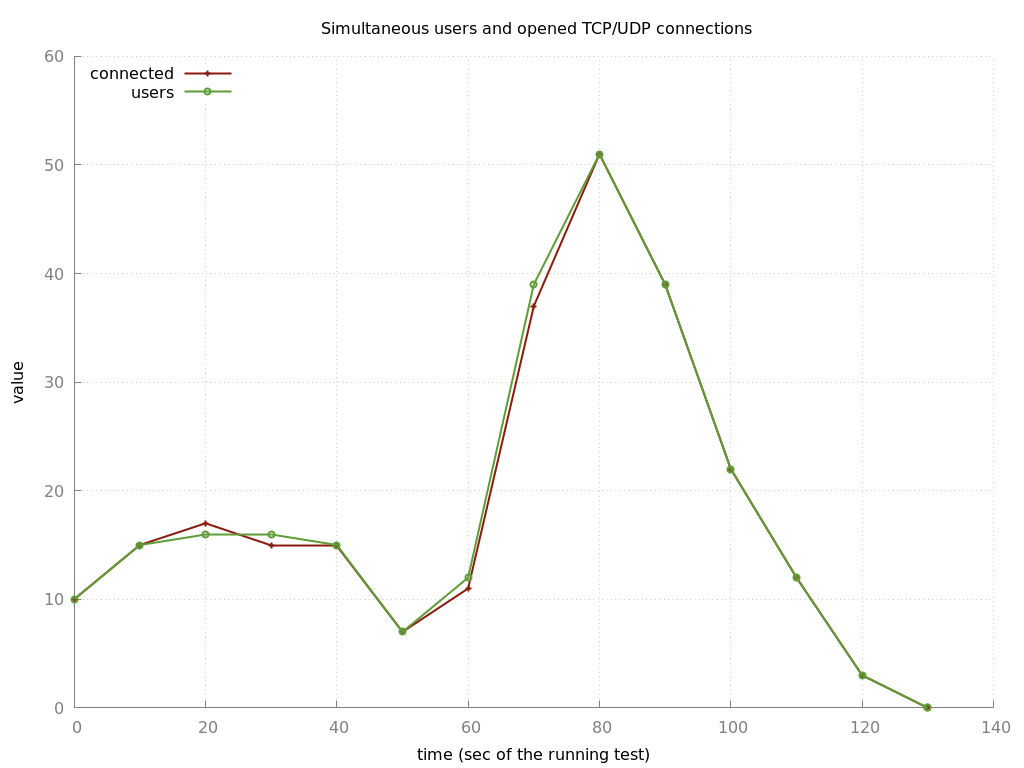 Simultaneous users and opened TCP/UDP connections
60
connected
users
50
40
30
20
10
0
value
0 20 40 60 80 100 120 140
time (sec of the running test)